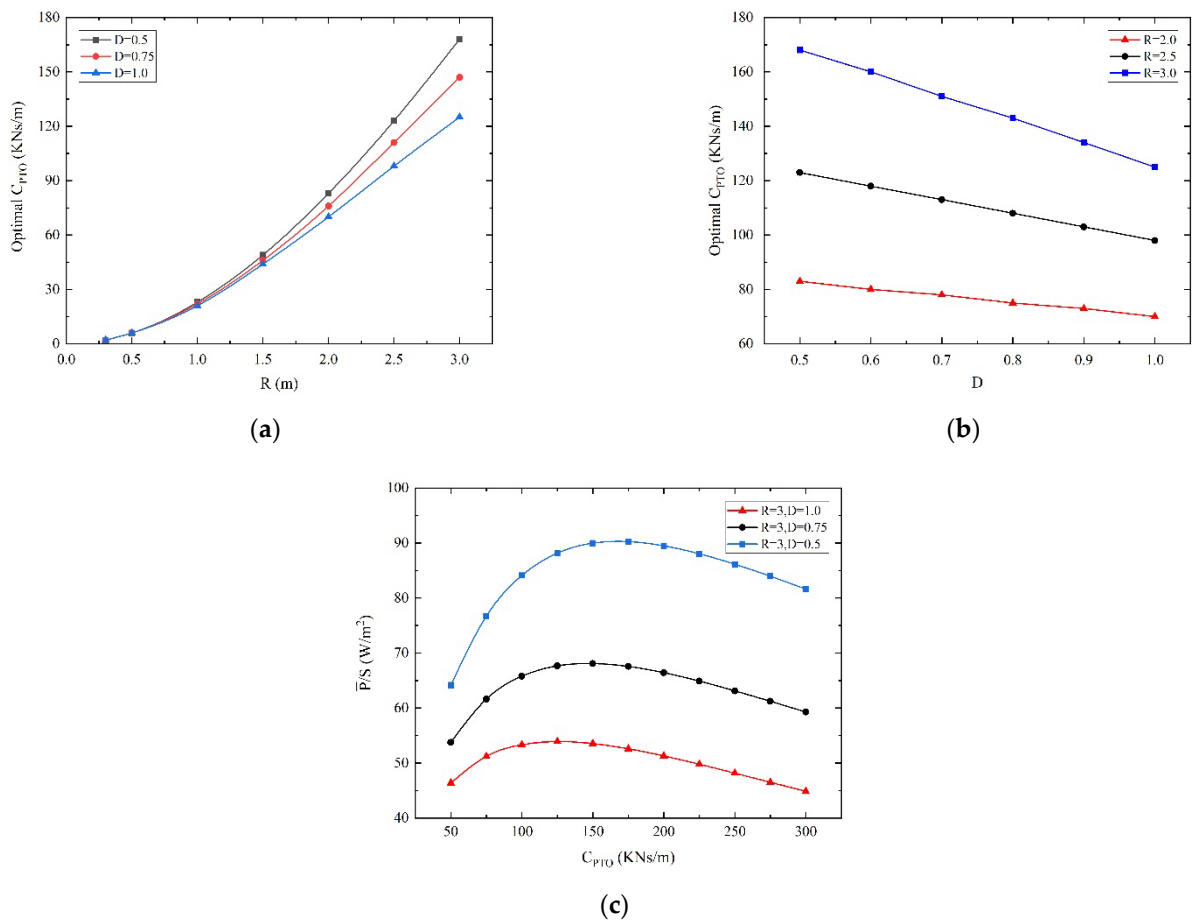 180
150
120
90
60
30
0
Optimal C_PTO (KNs/m)
D=0.5
D=0.75
D=1.0
0.0 0.5 1.0 1.5 2.0 2.5 3.0
R (m)
(a)
180
160
140
120
100
80
60
Optimal C_PTO (KNs/m)
R=2.0
R=2.5
R=3.0
0.5 0.6 0.7 0.8 0.9 1.0
D
(b)
100
90
80
70
60
50
40
P̅/S (W/m²)
R=3,D=1.0
R=3,D=0.75
R=3,D=0.5
50 100 150 200 250 300
C_PTO (KNs/m)
(c)